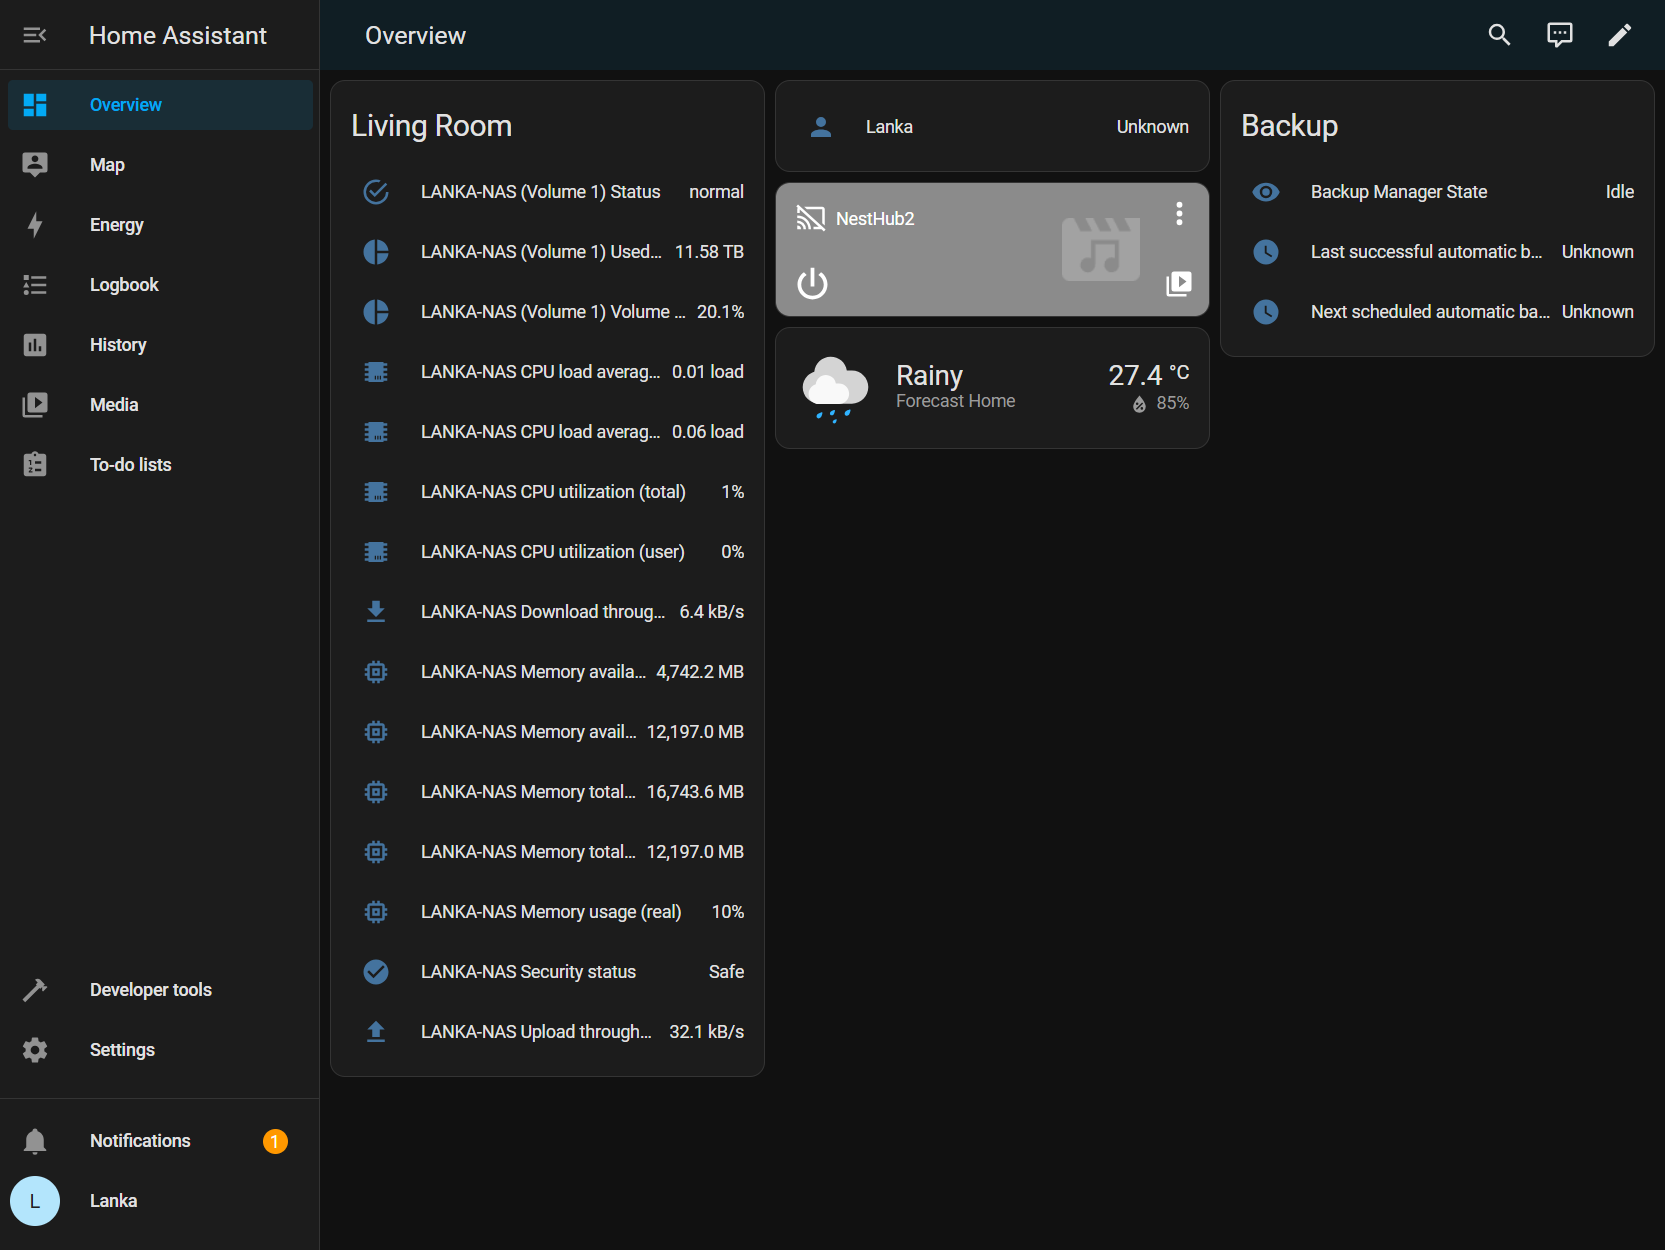 Home Assistant
Overview
Map
Energy
Logbook
History
Media
To-do lists
Developer tools
Settings
Notifications 1
L Lanka
Overview
Living Room
LANKA-NAS (Volume 1) Status normal
LANKA-NAS (Volume 1) Used... 11.58 TB
LANKA-NAS (Volume 1) Volume ... 20.1%
LANKA-NAS CPU load averag... 0.01 load
LANKA-NAS CPU load averag... 0.06 load
LANKA-NAS CPU utilization (total) 1%
LANKA-NAS CPU utilization (user) 0%
LANKA-NAS Download throug... 6.4 kB/s
LANKA-NAS Memory availa... 4,742.2 MB
LANKA-NAS Memory avail... 12,197.0 MB
LANKA-NAS Memory total... 16,743.6 MB
LANKA-NAS Memory total... 12,197.0 MB
LANKA-NAS Memory usage (real) 10%
LANKA-NAS Security status Safe
LANKA-NAS Upload through... 32.1 kB/s
Lanka Unknown
NestHub2
Rainy 27.4 °C
Forecast Home 85%
Backup
Backup Manager State Idle
Last successful automatic b... Unknown
Next scheduled automatic ba... Unknown